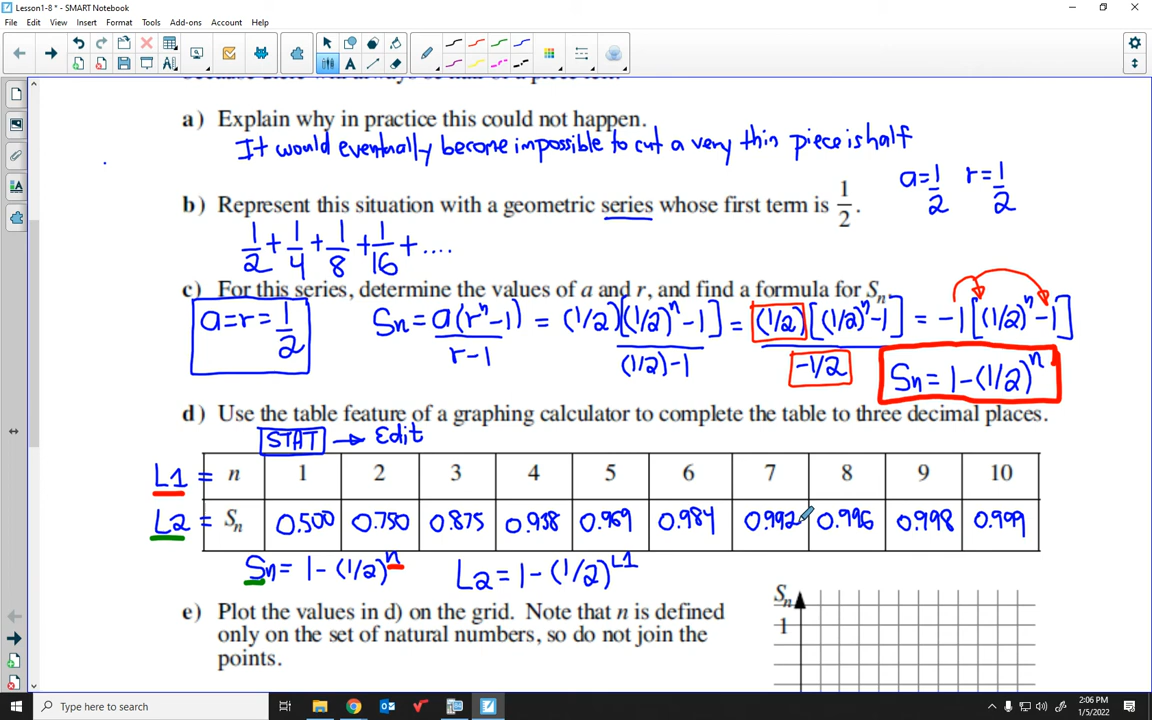 Lesson1-8 * - SMART Notebook
File Edit View Insert Format Tools Add-ons Account Help
a) Explain why in practice this could not happen.
It would eventually become impossible to cut a very thin piece is half
b) Represent this situation with a geometric series whose first term is 1/2.
a=1/2 r=1/2
1/2 + 1/4 + 1/8 + 1/16 + ....
c) For this series, determine the values of a and r, and find a formula for Sn
a=r=1/2
Sn = a(r^n-1)/(r-1) = (1/2)[(1/2)^n-1]/((1/2)-1) = (1/2)[(1/2)^n-1]/(-1/2) = -1[(1/2)^n-1]
Sn = 1-(1/2)^n
d) Use the table feature of a graphing calculator to complete the table to three decimal places.
STAT → Edit
L1 = n 1 2 3 4 5 6 7 8 9 10
L2 = Sn 0.500 0.750 0.875 0.938 0.969 0.984 0.992 0.996 0.998 0.999
Sn = 1-(1/2)^n L2 = 1-(1/2)^L1
e) Plot the values in d) on the grid. Note that n is defined
only on the set of natural numbers, so do not join the
points.
Sn
1
Type here to search
2:06 PM
1/5/2022